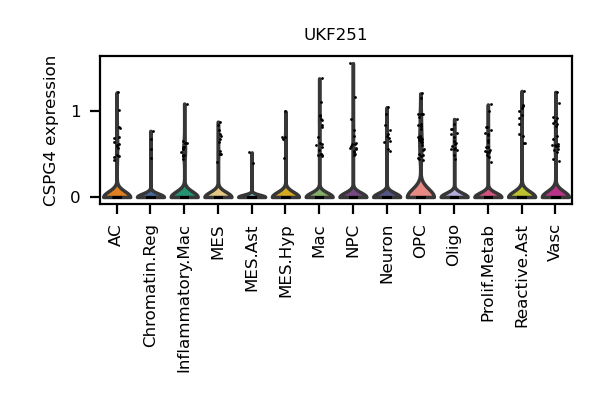 UKF251
CSPG4 expression
1
0
AC
Chromatin.Reg
Inflammatory.Mac
MES
MES.Ast
MES.Hyp
Mac
NPC
Neuron
OPC
Oligo
Prolif.Metab
Reactive.Ast
Vasc